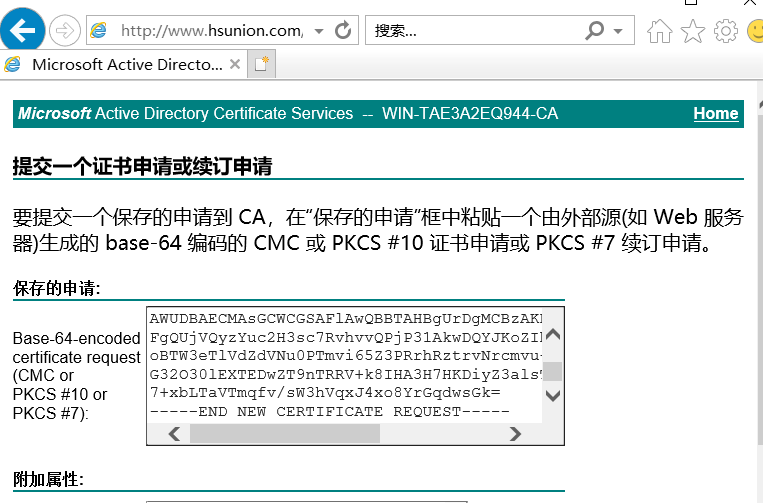 http://www.hsunion.com,
搜索...
Microsoft Active Directo...
Microsoft Active Directory Certificate Services -- WIN-TAE3A2EQ944-CA
Home
提交一个证书申请或续订申请
要提交一个保存的申请到 CA，在“保存的申请”框中粘贴一个由外部源(如 Web 服务
器)生成的 base-64 编码的 CMC 或 PKCS #10 证书申请或 PKCS #7 续订申请。
保存的申请:
Base-64-encoded
certificate request
(CMC or
PKCS #10 or
PKCS #7):
AWUDBAECMAsGCWCGSAFlAwQBBTAHBgUrDgMCBzAK
FgQUjVQyzYuc2H3sc7RvhvvQPjP31AkwDQYJKoZI
oBTW3eTlVdZdVNu0PTmvi65Z3PRrhRztrvNrcmvu
G32O30lEXTEDwZT9nTRRV+k8IHA3H7HKDiyZ3als
7+xbLTaVTmqfv/sW3hVqxJ4xo8YrGqdwsGk=
-----END NEW CERTIFICATE REQUEST-----
附加属性: